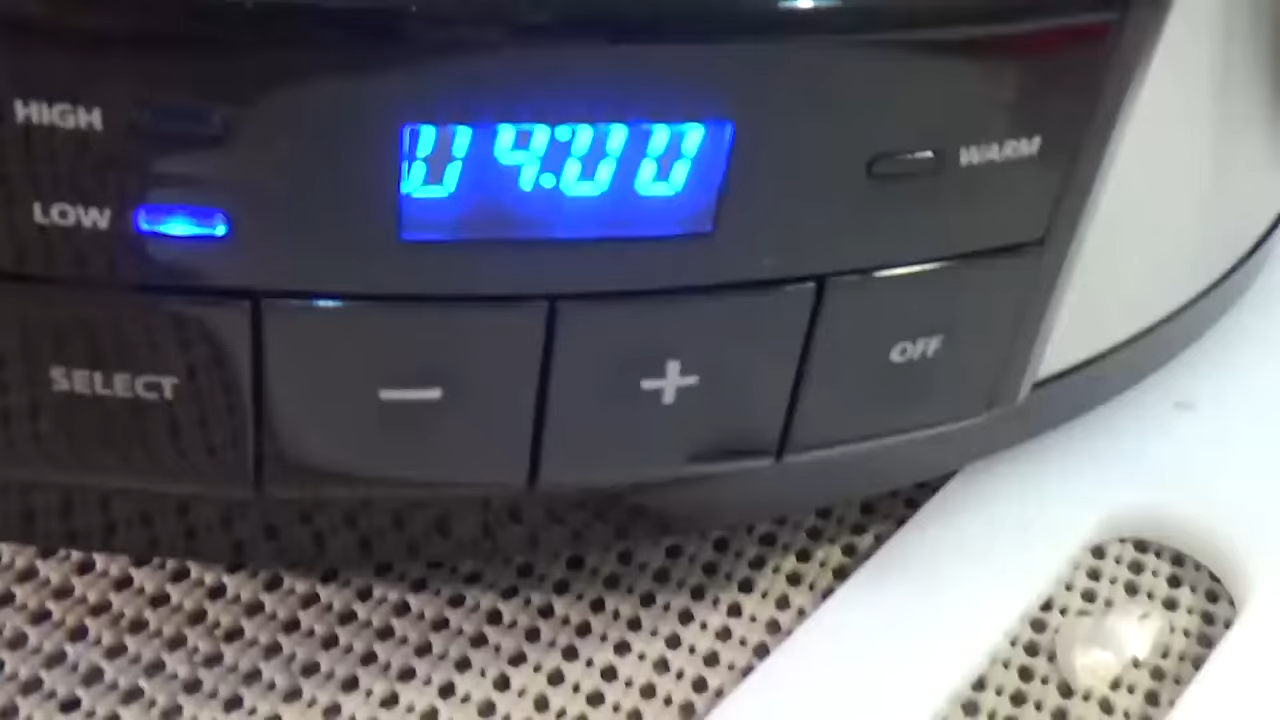 HIGH
04:00
WARM
LOW
SELECT
−
+
OFF